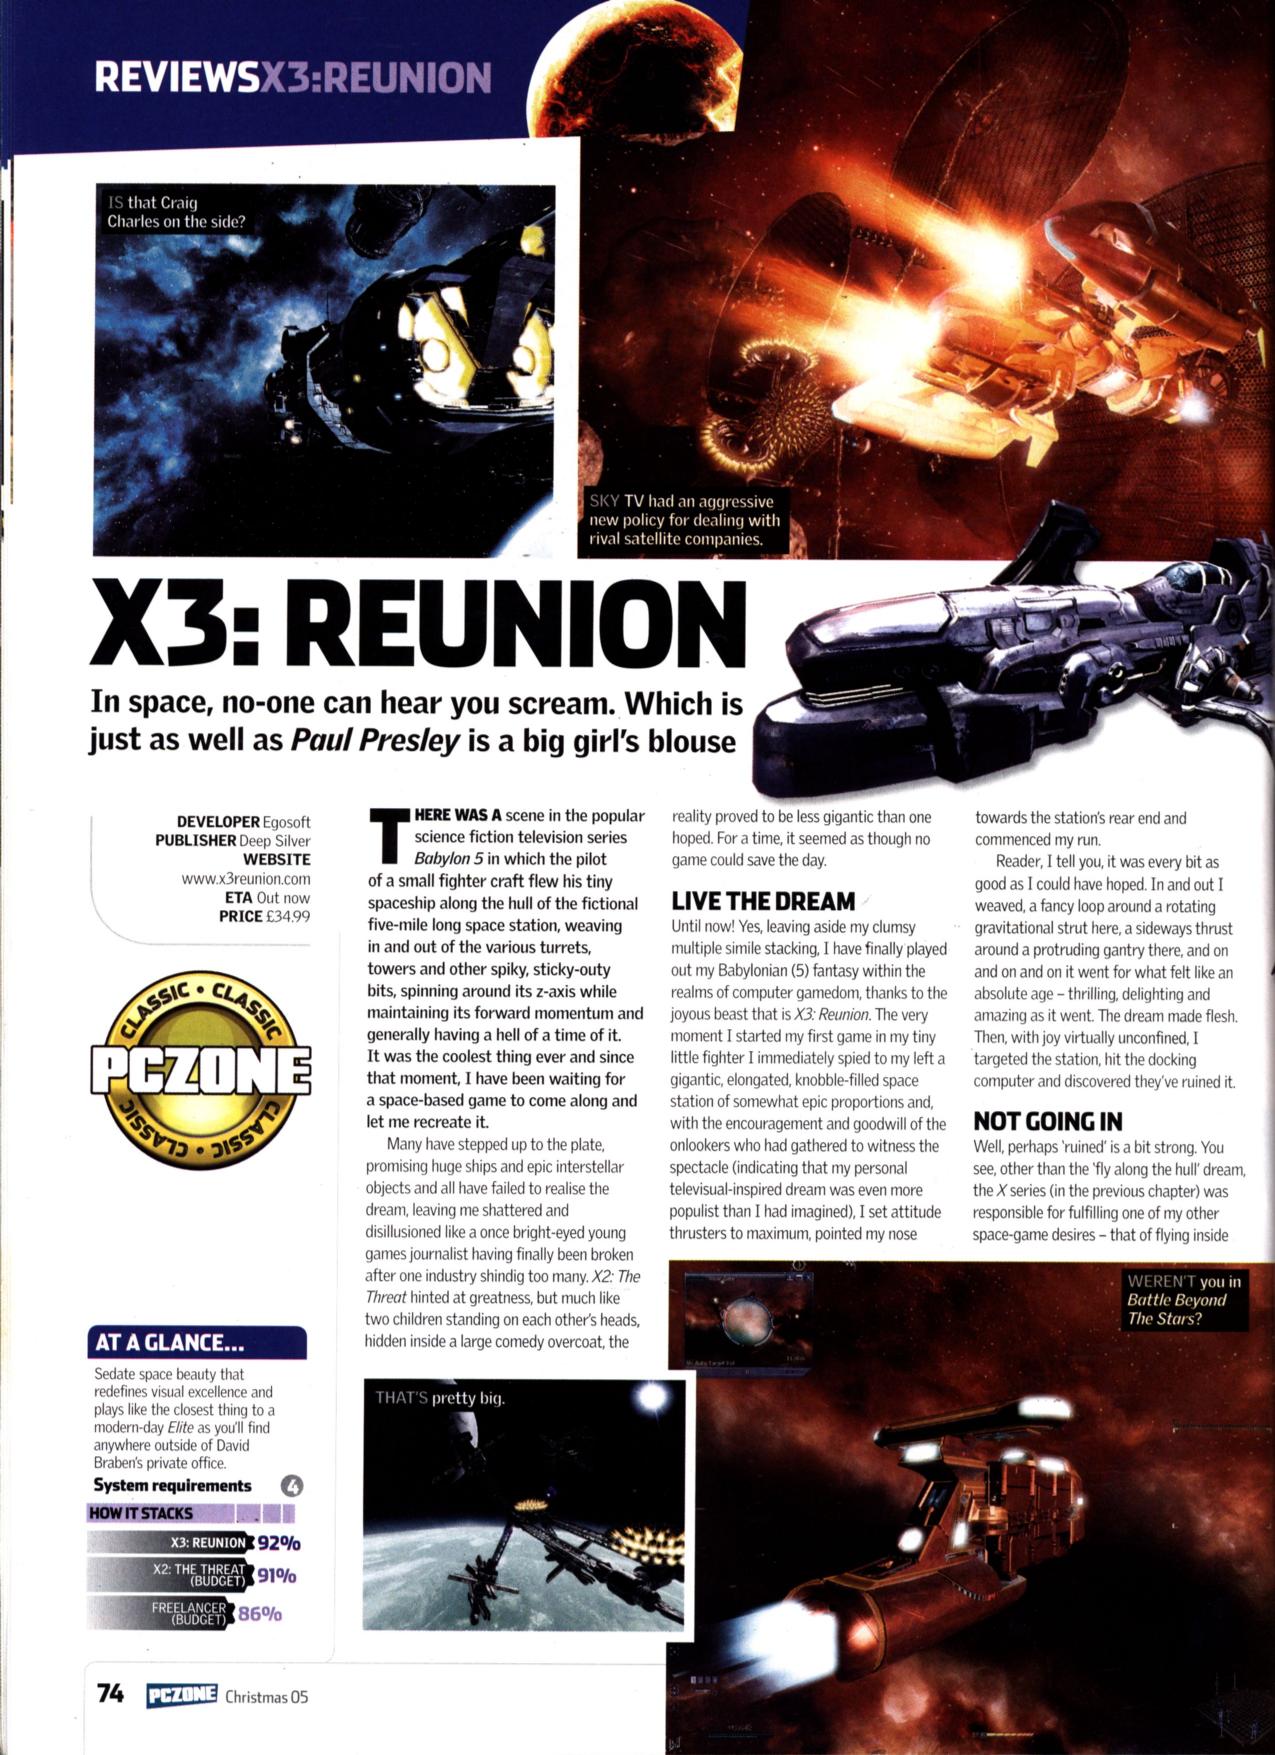 REVIEWSX3:REUNION
IS that Craig
Charles on the side?
SKY TV had an aggressive
new policy for dealing with
rival satellite companies.
X3: REUNION
In space, no-one can hear you scream. Which is
just as well as Paul Presley is a big girl's blouse
DEVELOPER Egosoft
PUBLISHER Deep Silver
WEBSITE
www.x3reunion.com
ETA Out now
PRICE £34.99
CLASSIC • CLASSIC
PCZONE
CLASSIC • CLASSIC
AT A GLANCE...
Sedate space beauty that
redefines visual excellence and
plays like the closest thing to a
modern-day Elite as you'll find
anywhere outside of David
Braben's private office.
System requirements 4
HOW IT STACKS
X3: REUNION 92%
X2: THE THREAT
(BUDGET) 91%
FREELANCER
(BUDGET) 86%
THERE WAS A scene in the popular
science fiction television series
Babylon 5 in which the pilot
of a small fighter craft flew his tiny
spaceship along the hull of the fictional
five-mile long space station, weaving
in and out of the various turrets,
towers and other spiky, sticky-outy
bits, spinning around its z-axis while
maintaining its forward momentum and
generally having a hell of a time of it.
It was the coolest thing ever and since
that moment, I have been waiting for
a space-based game to come along and
let me recreate it.
Many have stepped up to the plate,
promising huge ships and epic interstellar
objects and all have failed to realise the
dream, leaving me shattered and
disillusioned like a once bright-eyed young
games journalist having finally been broken
after one industry shindig too many. X2: The
Threat hinted at greatness, but much like
two children standing on each other's heads,
hidden inside a large comedy overcoat, the
THAT'S pretty big.
reality proved to be less gigantic than one
hoped. For a time, it seemed as though no
game could save the day.
LIVE THE DREAM
Until now! Yes, leaving aside my clumsy
multiple simile stacking, I have finally played
out my Babylonian (5) fantasy within the
realms of computer gamedom, thanks to the
joyous beast that is X3: Reunion. The very
moment I started my first game in my tiny
little fighter I immediately spied to my left a
gigantic, elongated, knobble-filled space
station of somewhat epic proportions and,
with the encouragement and goodwill of the
onlookers who had gathered to witness the
spectacle (indicating that my personal
televisual-inspired dream was even more
populist than I had imagined), I set attitude
thrusters to maximum, pointed my nose
towards the station's rear end and
commenced my run.
Reader, I tell you, it was every bit as
good as I could have hoped. In and out I
weaved, a fancy loop around a rotating
gravitational strut here, a sideways thrust
around a protruding gantry there, and on
and on and on it went for what felt like an
absolute age – thrilling, delighting and
amazing as it went. The dream made flesh.
Then, with joy virtually unconfined, I
targeted the station, hit the docking
computer and discovered they've ruined it.
NOT GOING IN
Well, perhaps 'ruined' is a bit strong. You
see, other than the 'fly along the hull' dream,
the X series (in the previous chapter) was
responsible for fulfilling one of my other
space-game desires – that of flying inside
WEREN'T you in
Battle Beyond
The Stars?
74 PCZONE Christmas 05